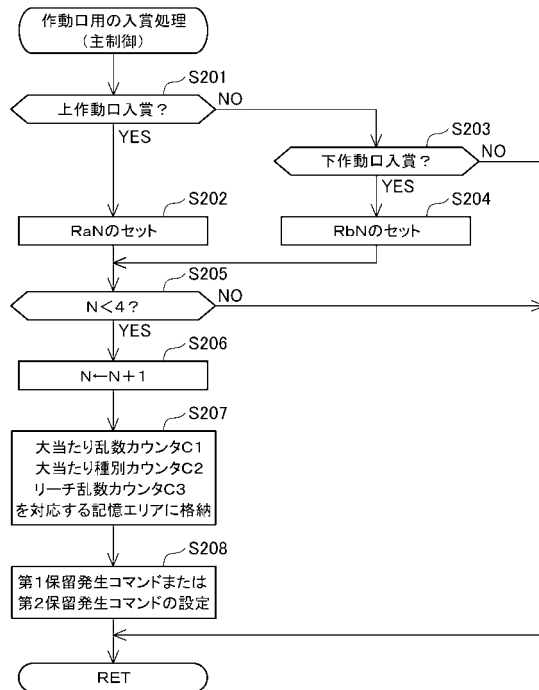 作動口用の入賞処理
(主制御)
S201
上作動口入賞?
NO
YES
S203
下作動口入賞?
NO
YES
S202
RaNのセット
S204
RbNのセット
S205
N<4?
NO
YES
S206
N←N+1
S207
大当たり乱数カウンタC1
大当たり種別カウンタC2
リーチ乱数カウンタC3
を対応する記憶エリアに格納
S208
第1保留発生コマンドまたは
第2保留発生コマンドの設定
RET